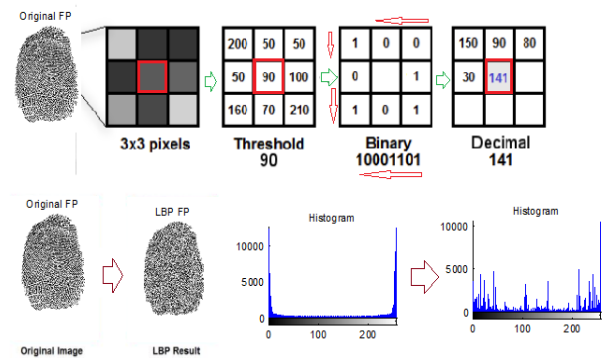 Original FP
200 50 50
50 90 100
160 70 210
1 0 0
0 1
1 0 1
150 90 80
30 141
3x3 pixels
Threshold
90
Binary
10001101
Decimal
141
Original FP
LBP FP
Original Image
LBP Result
Histogram
10000
5000
0
0 100 200
Histogram
10000
5000
0
0 100 200